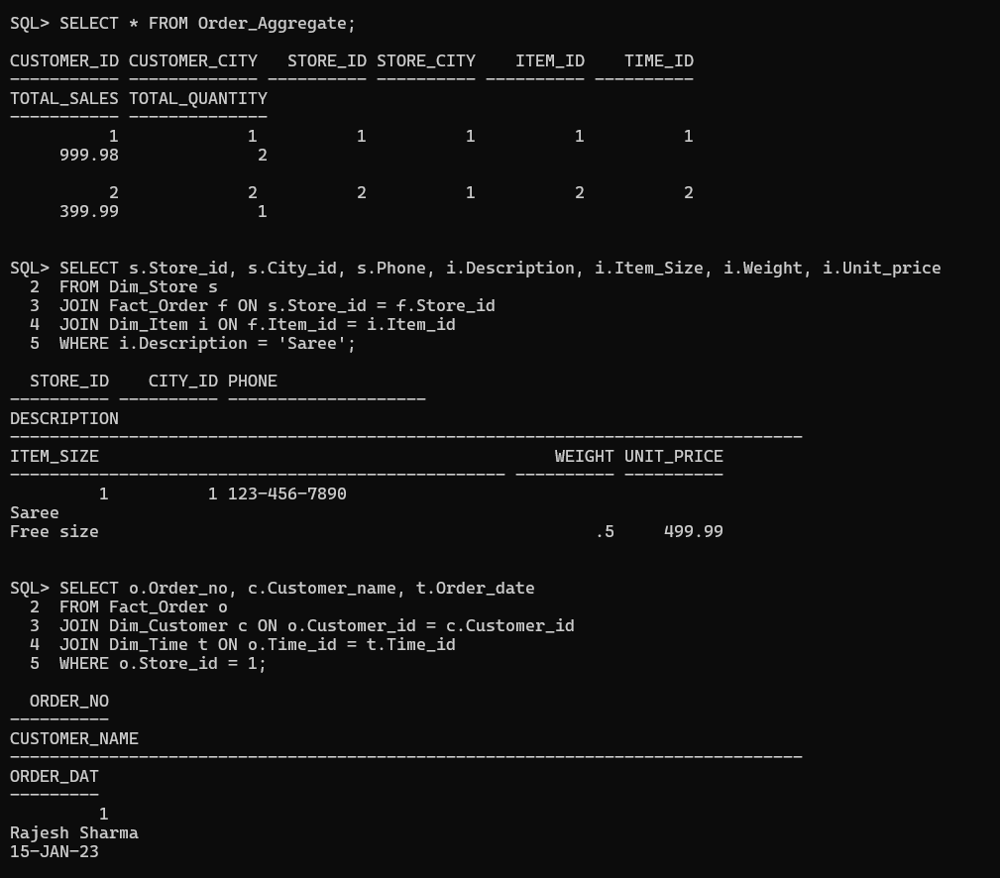 SQL> SELECT * FROM Order_Aggregate;
CUSTOMER_ID CUSTOMER_CITY   STORE_ID STORE_CITY    ITEM_ID    TIME_ID
----------- ------------- ---------- ---------- ---------- ----------
TOTAL_SALES TOTAL_QUANTITY
----------- --------------
          1             1          1          1          1          1
     999.98              2
          2             2          2          1          2          2
     399.99              1
SQL> SELECT s.Store_id, s.City_id, s.Phone, i.Description, i.Item_Size, i.Weight, i.Unit_price
  2  FROM Dim_Store s
  3  JOIN Fact_Order f ON s.Store_id = f.Store_id
  4  JOIN Dim_Item i ON f.Item_id = i.Item_id
  5  WHERE i.Description = 'Saree';
  STORE_ID    CITY_ID PHONE
---------- ---------- --------------------
DESCRIPTION
--------------------------------------------------------------------------------
ITEM_SIZE                                              WEIGHT UNIT_PRICE
-------------------------------------------------- ---------- ----------
         1          1 123-456-7890
Saree
Free size                                                  .5     499.99
SQL> SELECT o.Order_no, c.Customer_name, t.Order_date
  2  FROM Fact_Order o
  3  JOIN Dim_Customer c ON o.Customer_id = c.Customer_id
  4  JOIN Dim_Time t ON o.Time_id = t.Time_id
  5  WHERE o.Store_id = 1;
  ORDER_NO
----------
CUSTOMER_NAME
--------------------------------------------------------------------------------
ORDER_DAT
---------
         1
Rajesh Sharma
15-JAN-23